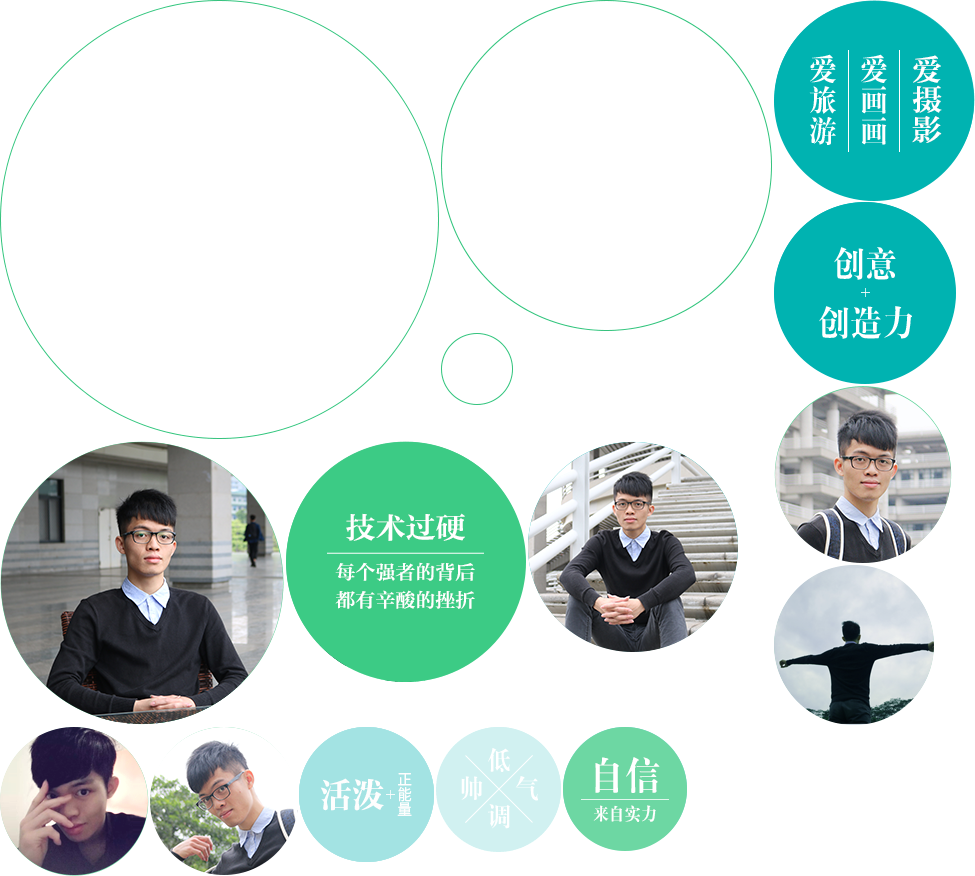 爱摄影
爱画画
爱旅游
创意
+
创造力
技术过硬
每个强者的背后
都有辛酸的挫折
活泼+正能量
低调
帅气
自信
来自实力